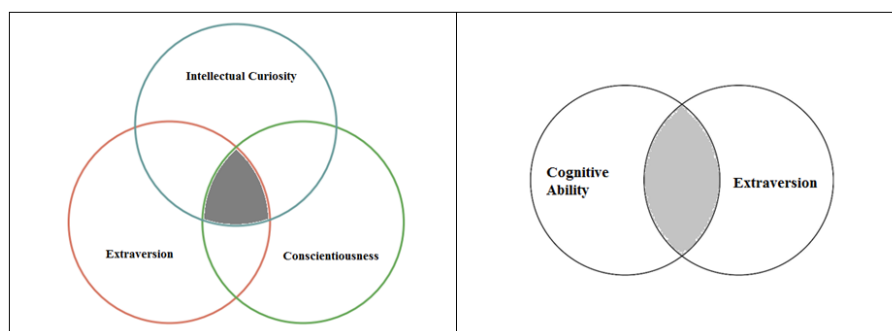 Intellectual Curiosity
Extraversion
Conscientiousness
Cognitive
Ability
Extraversion